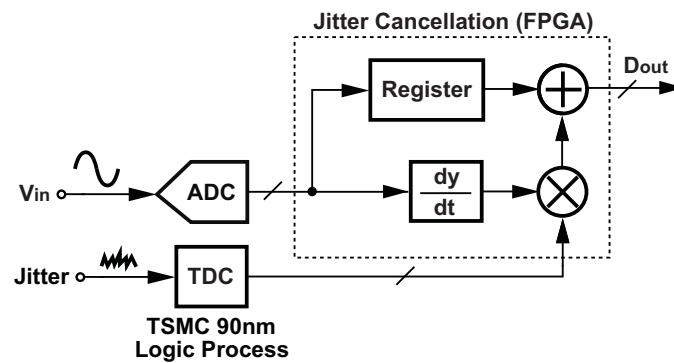 Jitter Cancellation (FPGA)
Register
Dout
Vin
ADC
dy
dt
Jitter
TDC
TSMC 90nm
Logic Process